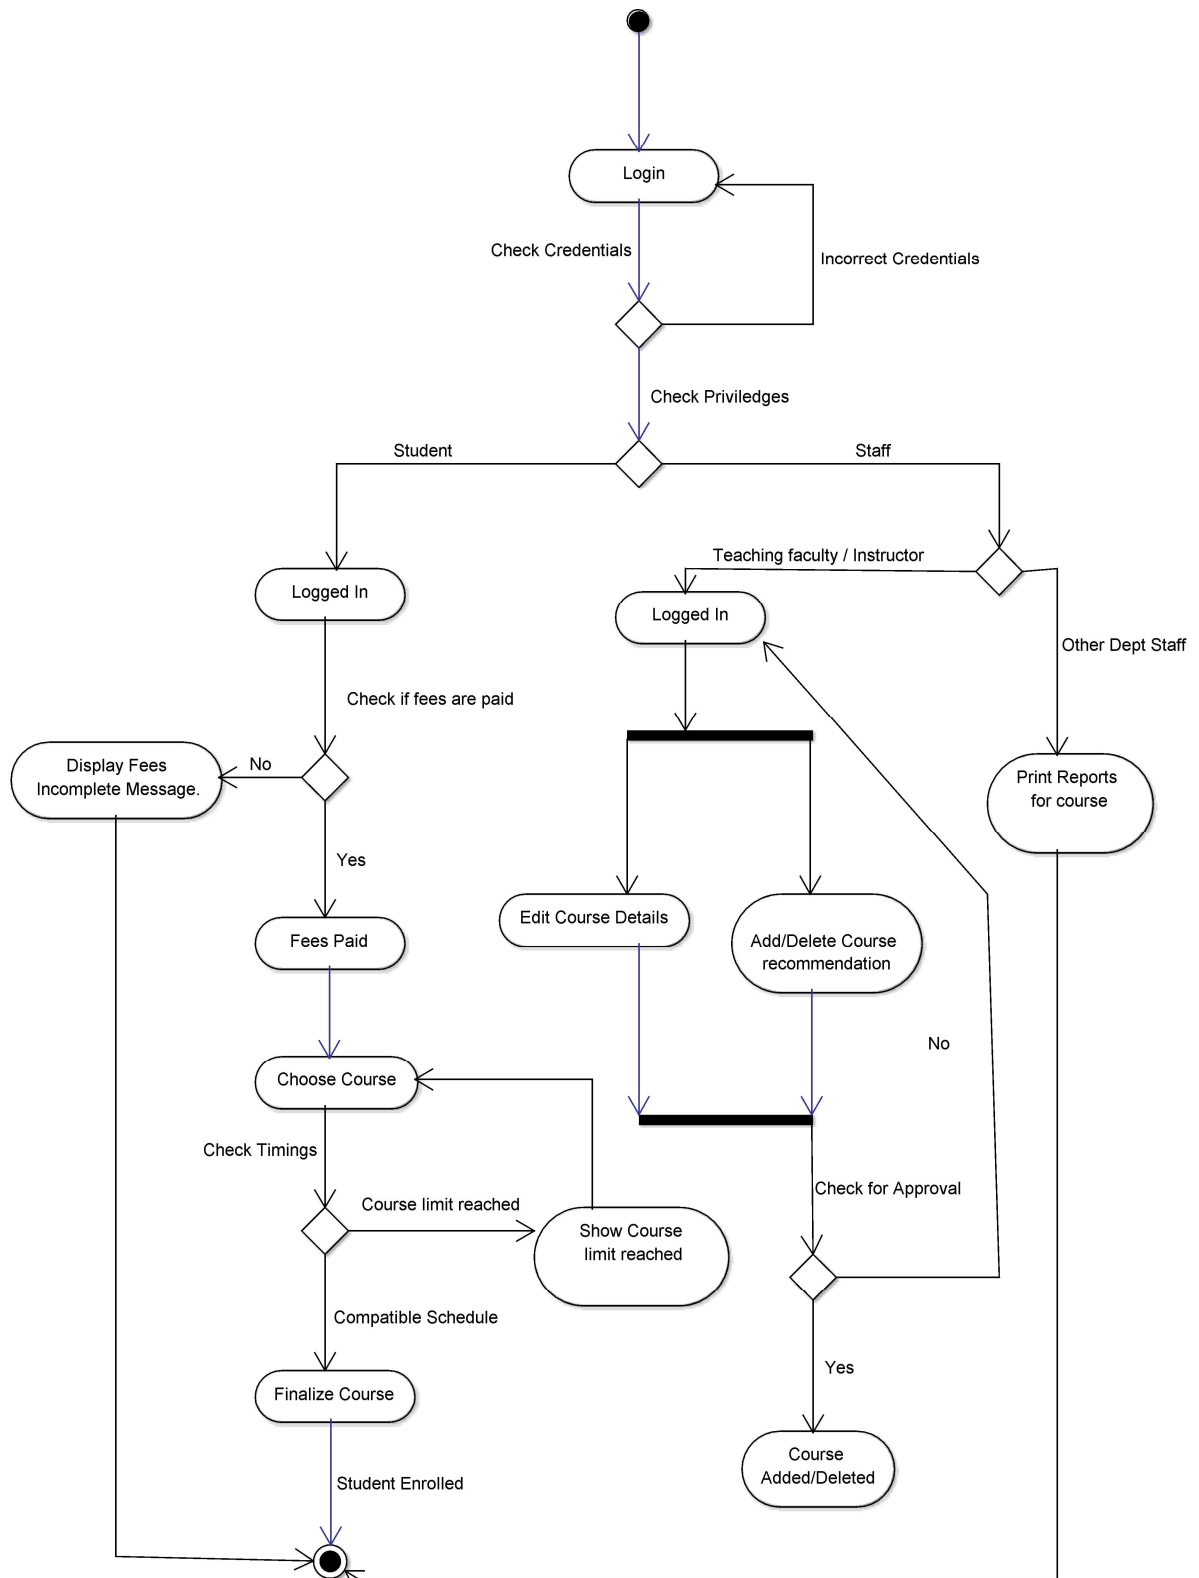 Login
Check Credentials
Incorrect Credentials
Check Priviledges
Student
Staff
Teaching faculty / Instructor
Logged In
Logged In
Other Dept Staff
Check if fees are paid
Display Fees
Incomplete Message.
No
Print Reports
for course
Yes
Edit Course Details
Add/Delete Course
recommendation
Fees Paid
No
Choose Course
Check Timings
Check for Approval
Course limit reached
Show Course
limit reached
Compatible Schedule
Yes
Finalize Course
Course
Added/Deleted
Student Enrolled